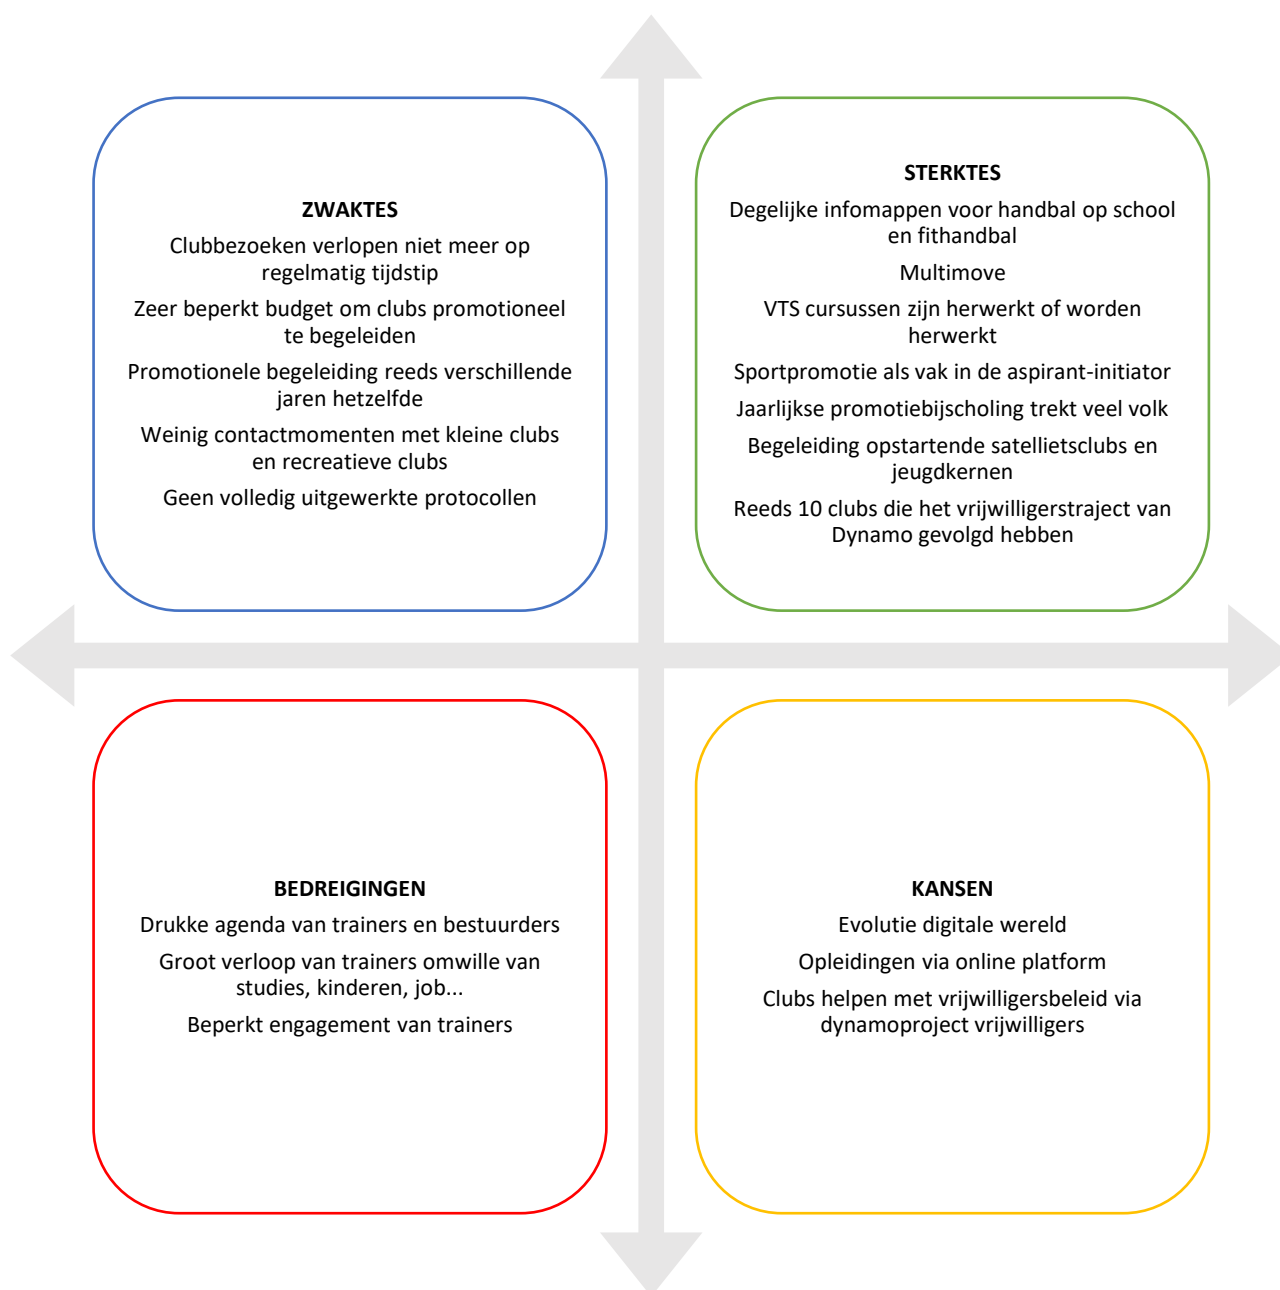 ZWAKTES
Clubbezoeken verlopen niet meer op
regelmatig tijdstip
Zeer beperkt budget om clubs promotioneel
te begeleiden
Promotionele begeleiding reeds verschillende
jaren hetzelfde
Weinig contactmomenten met kleine clubs
en recreatieve clubs
Geen volledig uitgewerkte protocollen
STERKTES
Degelijke infomappen voor handbal op school
en fithandbal
Multimove
VTS cursussen zijn herwerkt of worden
herwerkt
Sportpromotie als vak in de aspirant-initiator
Jaarlijkse promotiebijscholing trekt veel volk
Begeleiding opstartende satellietsclubs en
jeugdkernen
Reeds 10 clubs die het vrijwilligerstraject van
Dynamo gevolgd hebben
BEDREIGINGEN
Drukke agenda van trainers en bestuurders
Groot verloop van trainers omwille van
studies, kinderen, job...
Beperkt engagement van trainers
KANSEN
Evolutie digitale wereld
Opleidingen via online platform
Clubs helpen met vrijwilligersbeleid via
dynamoproject vrijwilligers